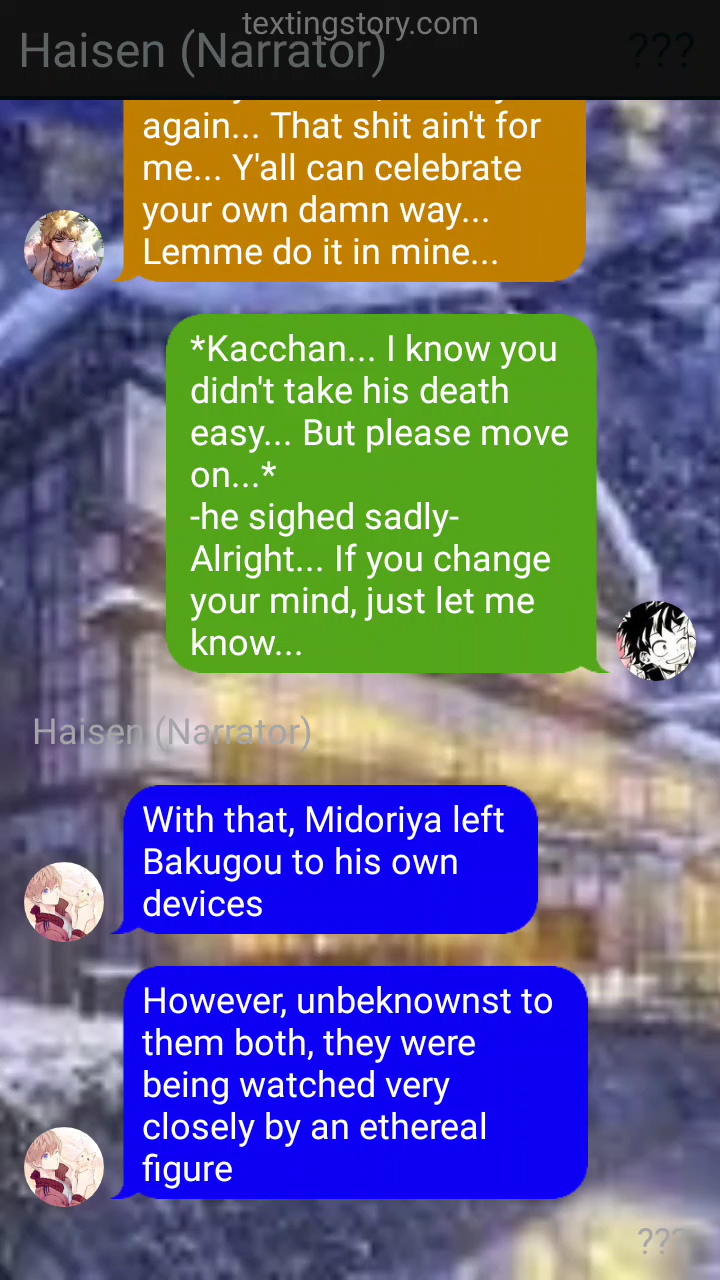 textingstory.com
Haisen (Narrator)
???
again... That shit ain't for
me... Y'all can celebrate
your own damn way...
Lemme do it in mine...
*Kacchan... I know you
didn't take his death
easy... But please move
on...*
-he sighed sadly-
Alright... If you change
your mind, just let me
know...
Haisen (Narrator)
With that, Midoriya left
Bakugou to his own
devices
However, unbeknownst to
them both, they were
being watched very
closely by an ethereal
figure
???